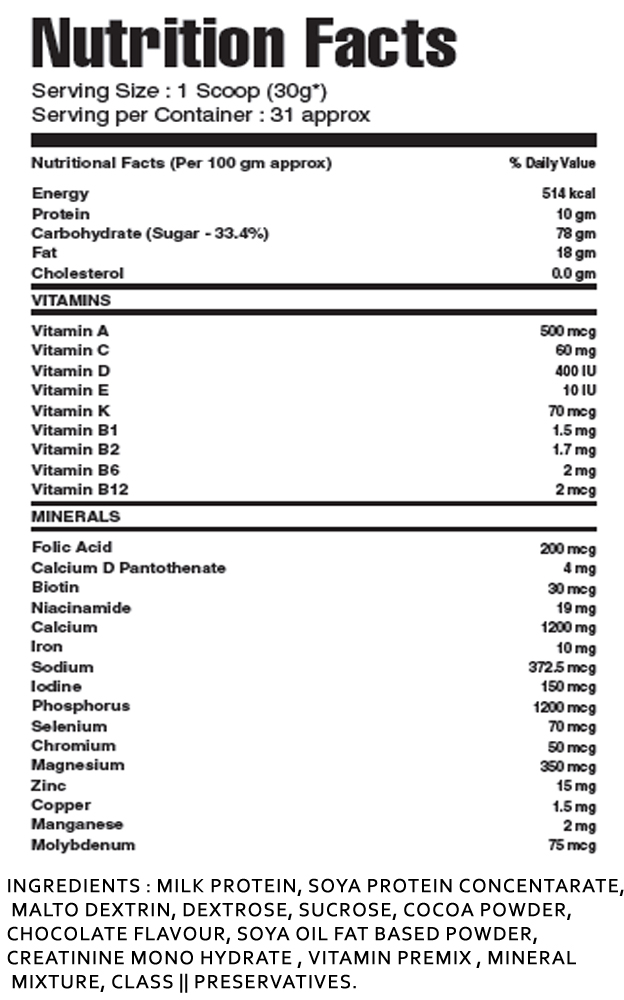 Nutrition Facts
Serving Size : 1 Scoop (30g*)
Serving per Container : 31 approx
Nutritional Facts (Per 100 gm approx) % Daily Value
Energy 514 kcal
Protein 10 gm
Carbohydrate (Sugar - 33.4%) 78 gm
Fat 18 gm
Cholesterol 0.0 gm
VITAMINS
Vitamin A 500 mcg
Vitamin C 60 mg
Vitamin D 400 IU
Vitamin E 10 IU
Vitamin K 70 mcg
Vitamin B1 1.5 mg
Vitamin B2 1.7 mg
Vitamin B6 2 mg
Vitamin B12 2 mcg
MINERALS
Folic Acid 200 mcg
Calcium D Pantothenate 4 mg
Biotin 30 mcg
Niacinamide 19 mg
Calcium 1200 mg
Iron 10 mg
Sodium 372.5 mcg
Iodine 150 mcg
Phosphorus 1200 mcg
Selenium 70 mcg
Chromium 50 mcg
Magnesium 350 mcg
Zinc 15 mg
Copper 1.5 mg
Manganese 2 mg
Molybdenum 75 mcg
INGREDIENTS : MILK PROTEIN, SOYA PROTEIN CONCENTARATE,
MALTO DEXTRIN, DEXTROSE, SUCROSE, COCOA POWDER,
CHOCOLATE FLAVOUR, SOYA OIL FAT BASED POWDER,
CREATININE MONO HYDRATE , VITAMIN PREMIX , MINERAL
MIXTURE, CLASS || PRESERVATIVES.